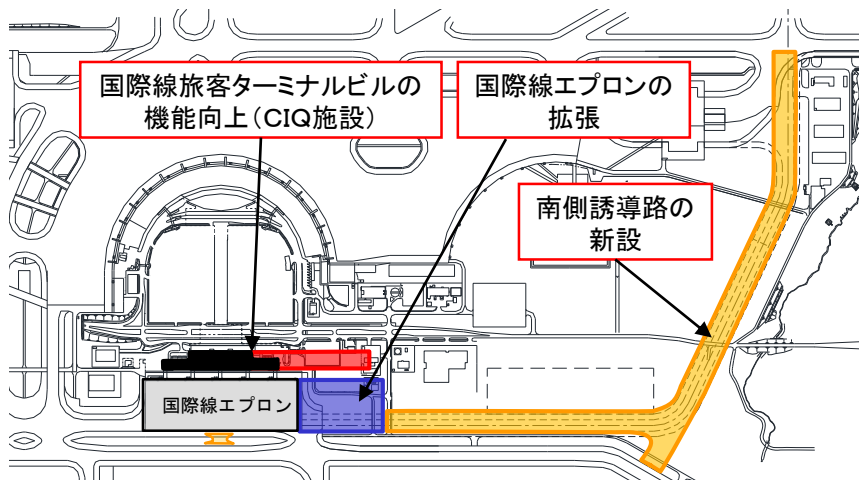 国際線旅客ターミナルビルの
機能向上（CIQ施設）
国際線エプロンの
拡張
南側誘導路の
新設
国際線エプロン